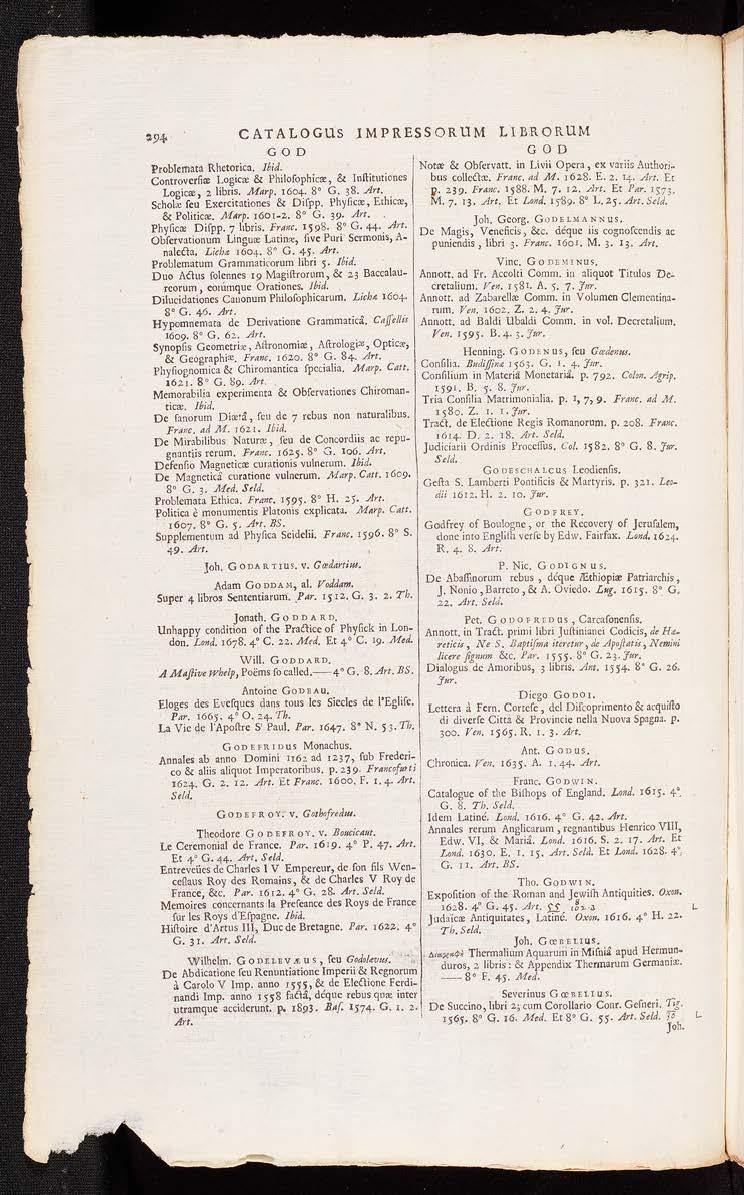 294
CATALOGUS IMPRESSORUM LIBRORUM
GOD
Problemata Rhetorica. Ibid.
Controverſiæ Logicæ & Philoſophicæ, & Inſtitutiones
Logicæ, 2 libris. Marp. 1604. 8° G. 38. Art.
Scholæ ſeu Exercitationes & Diſpp. Phyſicæ, Ethicæ,
& Politicæ. Marp. 1601-2. 8° G. 39. Art.
Phyſicæ Diſpp. 7 libris. Franc. 1598. 8° G. 44. Art.
Obſervationum Linguæ Latinæ, ſive Puri Sermonis, A-
nalecta. Lichæ 1604. 8° G. 45. Art.
Problematum Grammaticorum libri 5. Ibid.
Duo Actus ſolennes 19 Magiſtrorum, & 23 Baccalau-
reorum, eorumque Orationes. Ibid.
Dilucidationes Canonum Philoſophicarum. Lichæ 1604.
8° G. 46. Art.
Hypomnemata de Derivatione Grammaticâ. Caſſellis
1609. 8° G. 62. Art.
Synopſis Geometriæ, Aſtronomiæ, Aſtrologiæ, Opticæ,
& Geographiæ. Franc. 1620. 8° G. 84. Art.
Phyſiognomica & Chiromantica ſpecialia. Marp. Catt.
1621. 8° G. 89. Art.
Memorabilia experimenta & Obſervationes Chiroman-
ticæ. Ibid.
De ſanorum Diætâ, ſeu de 7 rebus non naturalibus.
Franc. ad M. 1621. Ibid.
De Mirabilibus Naturæ, ſeu de Concordiis ac repu-
gnantiis rerum. Franc. 1625. 8° G. 106. Art.
Defenſio Magneticæ curationis vulnerum. Ibid.
De Magneticâ curatione vulnerum. Marp. Catt. 1609.
8° G. 3. Med. Seld.
Problemata Ethica. Franc. 1595. 8° H. 25. Art.
Politica è monumentis Platonis explicata. Marp. Catt.
1607. 8° G. 5. Art. BS.
Supplementum ad Phyſica Seidelii. Franc. 1596. 8° S.
49. Art.
Joh. GODARTIUS. v. Gœdartius.
Adam GODDAM, al. Voddam.
Super 4 libros Sententiarum. Par. 1512. G. 3. 2. Th.
Jonath. GODDARD.
Unhappy condition of the Practice of Phyſick in Lon-
don. Lond. 1678. 4° C. 22. Med. Et 4° C. 19. Med.
Will. GODDARD.
A Maſtive Whelp, Poëms ſo called.——4° G. 8. Art. BS.
Antoine GODEAU.
Eloges des Eveſques dans tous les Siecles de l'Egliſe.
Par. 1665. 4° O. 24. Th.
La Vie de l'Apoſtre St Paul. Par. 1647. 8° N. 53. Th.
GODEFRIDUS Monachus.
Annales ab anno Domini 1162 ad 1237, ſub Frederi-
co & aliis aliquot Imperatoribus. p. 239. Francofurti
1624. G. 2. 12. Art. Et Franc. 1600. F. 1. 4. Art.
Seld.
GODEFROY. v. Gothofredus.
Theodore GODEFROY. v. Boucicaut.
Le Ceremonial de France. Par. 1619. 4° P. 47. Art.
Et 4° G. 44. Art. Seld.
Entreveües de Charles IV Empereur, de ſon fils Wen-
ceſlaus Roy des Romains, & de Charles V Roy de
France, &c. Par. 1612. 4° G. 28. Art. Seld.
Memoires concernants la Preſeance des Roys de France
ſur les Roys d'Eſpagne. Ibid.
Hiſtoire d'Artus III, Duc de Bretagne. Par. 1622. 4°
G. 31. Art. Seld.
Wilhelm. GODELEVÆUS, ſeu Godolevus.
De Abdicatione ſeu Renuntiatione Imperii & Regnorum
à Carolo V Imp. anno 1555, & de Electione Ferdi-
nandi Imp. anno 1558 factâ, déque rebus quæ inter
utramque acciderunt. p. 1893. Baſ. 1574. G. 1. 2.
Art.
GOD
Notæ & Obſervatt. in Livii Opera, ex variis Authori-
bus collectæ. Franc. ad M. 1628. E. 2. 14. Art. Et
p. 239. Franc. 1588. M. 7. 12. Art. Et Par. 1573.
M. 7. 13. Art. Et Lond. 1589. 8° L. 25. Art. Seld.
Joh. Georg. GODELMANNUS.
De Magis, Veneficis, &c. déque iis cognoſcendis ac
puniendis, libri 3. Franc. 1601. M. 3. 13. Art.
Vinc. GODEMINUS.
Annott. ad Fr. Accolti Comm. in aliquot Titulos De-
cretalium. Ven. 1581. A. 5. 7. Jur.
Annott. ad Zabarellæ Comm. in Volumen Clementina-
rum. Ven. 1602. Z. 2. 4. Jur.
Annott. ad Baldi Ubaldi Comm. in vol. Decretalium.
Ven. 1595. B. 4. 3. Jur.
Henning. GODENUS, ſeu Gœdenus.
Conſilia. Budiſſinæ 1563. G. 1. 4. Jur.
Conſilium in Materiâ Monetariâ. p. 792. Colon. Agrip.
1591. B. 5. 8. Jur.
Tria Conſilia Matrimonialia. p. 1, 7, 9. Franc. ad M.
1580. Z. 1. 1. Jur.
Tract. de Electione Regis Romanorum. p. 208. Franc.
1614. D. 2. 18. Art. Seld.
Judiciarii Ordinis Proceſſus. Col. 1582. 8° G. 8. Jur.
Seld.
GODESCHALCUS Leodienſis.
Geſta S. Lamberti Pontificis & Martyris. p. 321. Leo-
dii 1612. H. 2. 10. Jur.
GODFREY.
Godfrey of Boulogne, or the Recovery of Jeruſalem,
done into Engliſh verſe by Edw. Fairfax. Lond. 1624.
R. 4. 8. Art.
P. Nic. GODIGNUS.
De Abaſſinorum rebus, déque Æthiopiæ Patriarchis,
J. Nonio, Barreto, & A. Oviedo. Lug. 1615. 8° G.
22. Art. Seld.
Pet. GODOFREDUS, Carcaſonenſis.
Annott. in Tract. primi libri Juſtinianei Codicis, de Hæ-
reticis, Ne S. Baptiſma iteretur, de Apoſtatis, Nemini
licere ſignum &c. Par. 1555. 8° G. 23. Jur.
Dialogus de Amoribus, 3 libris. Ant. 1554. 8° G. 26.
Jur.
Diego GODOI.
Lettera à Fern. Corteſe, del Diſcoprimento & acquiſto
di diverſe Città & Provincie nella Nuova Spagna. p.
300. Ven. 1565. R. 1. 3. Art.
Ant. GODUS.
Chronica. Ven. 1635. A. 1. 44. Art.
Franc. GODWIN.
Catalogue of the Biſhops of England. Lond. 1615. 4°
G. 8. Th. Seld.
Idem Latinè. Lond. 1616. 4° G. 42. Art.
Annales rerum Anglicarum, regnantibus Henrico VIII,
Edw. VI, & Mariâ. Lond. 1616. S. 2. 17. Art. Et
Lond. 1630. E. 1. 15. Art. Seld. Et Lond. 1628. 4°
G. 11. Art. BS.
Tho. GODWIN.
Expoſition of the Roman and Jewiſh Antiquities. Oxon.
1628. 4° G. 45. Art.
Judaïcæ Antiquitates, Latinè. Oxon. 1616. 4° H. 22.
Th. Seld.
Joh. GŒBELIUS.
Thermalium Aquarum in Miſniâ apud Hermun-
duros, 2 libris: & Appendix Thermarum Germaniæ.
——8° F. 45. Med.
Severinus GŒBELIUS.
De Succino, libri 2; cum Corollario Conr. Geſneri. Tig.
1565. 8° G. 16. Med. Et 8° G. 55. Art. Seld.
Joh.